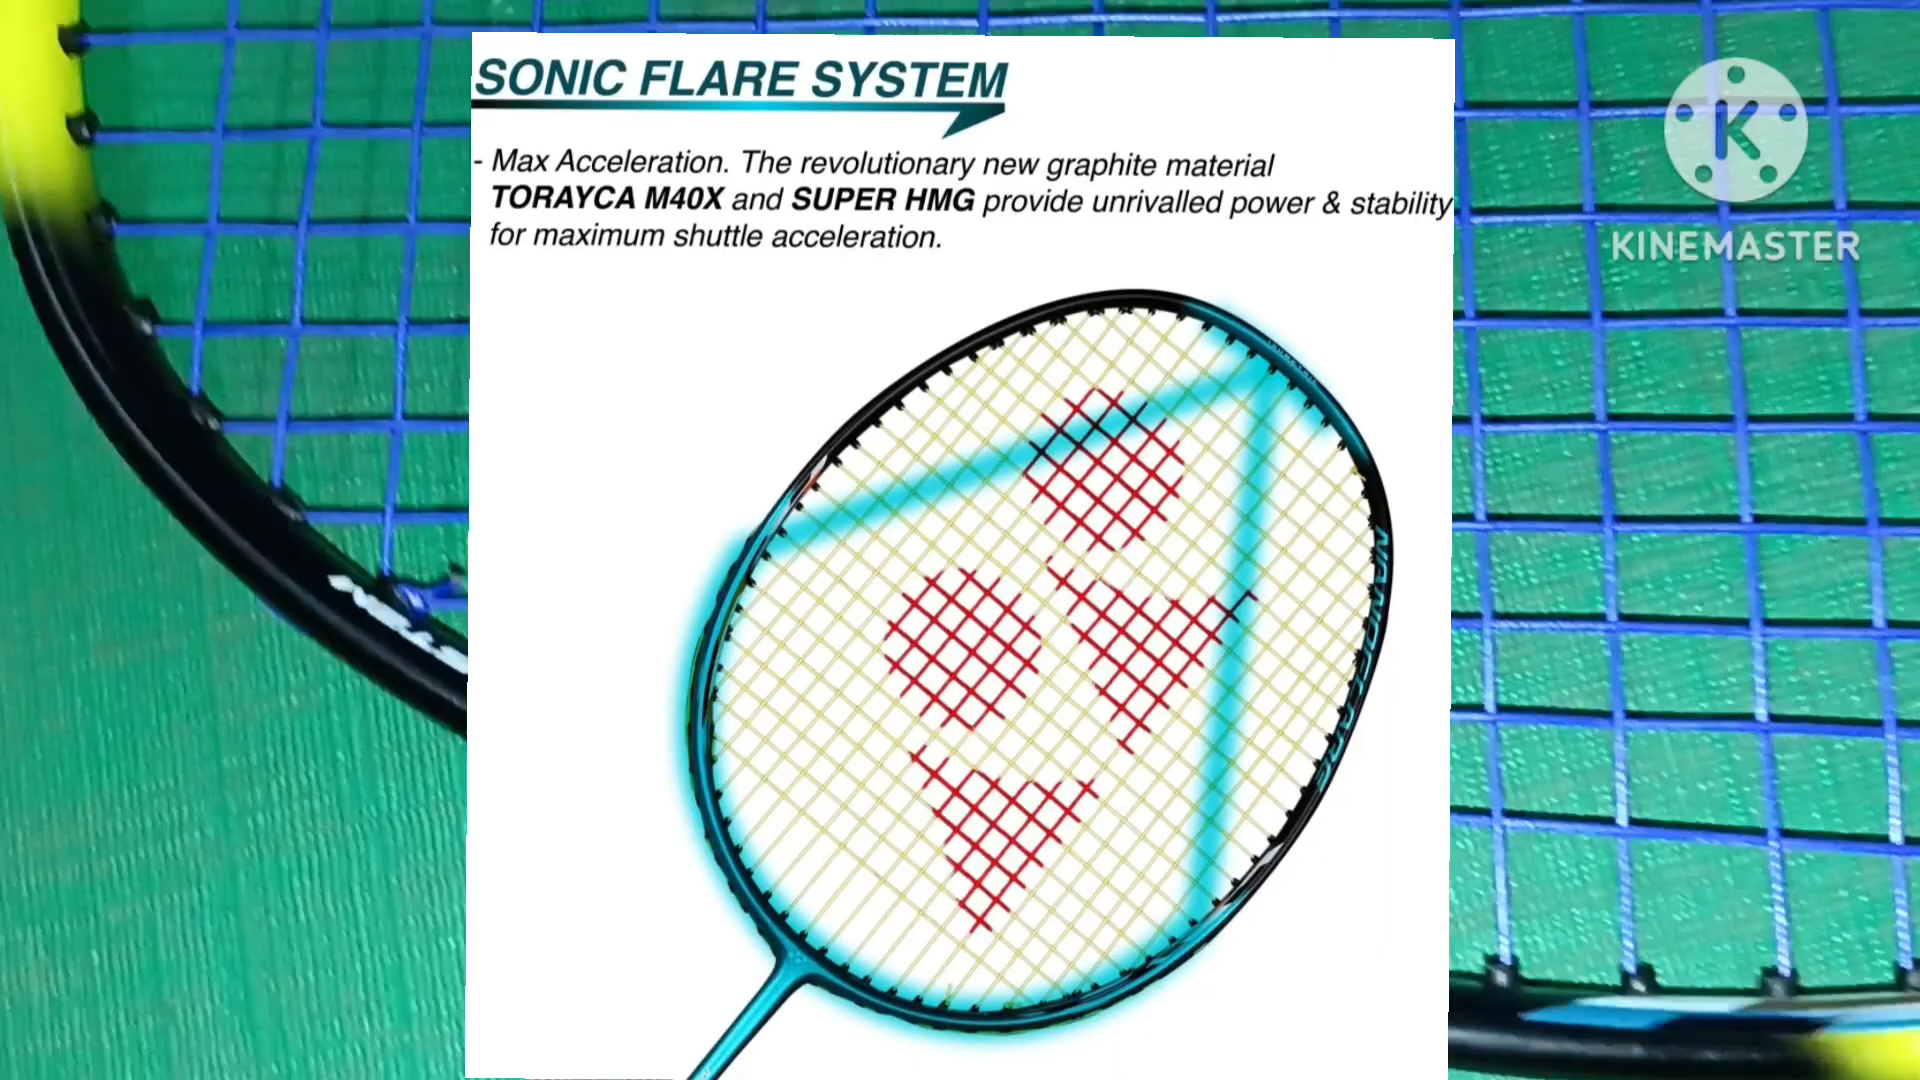 SONIC FLARE SYSTEM
- Max Acceleration. The revolutionary new graphite material
TORAYCA M40X and SUPER HMG provide unrivalled power & stability
for maximum shuttle acceleration.
K
KINEMASTER